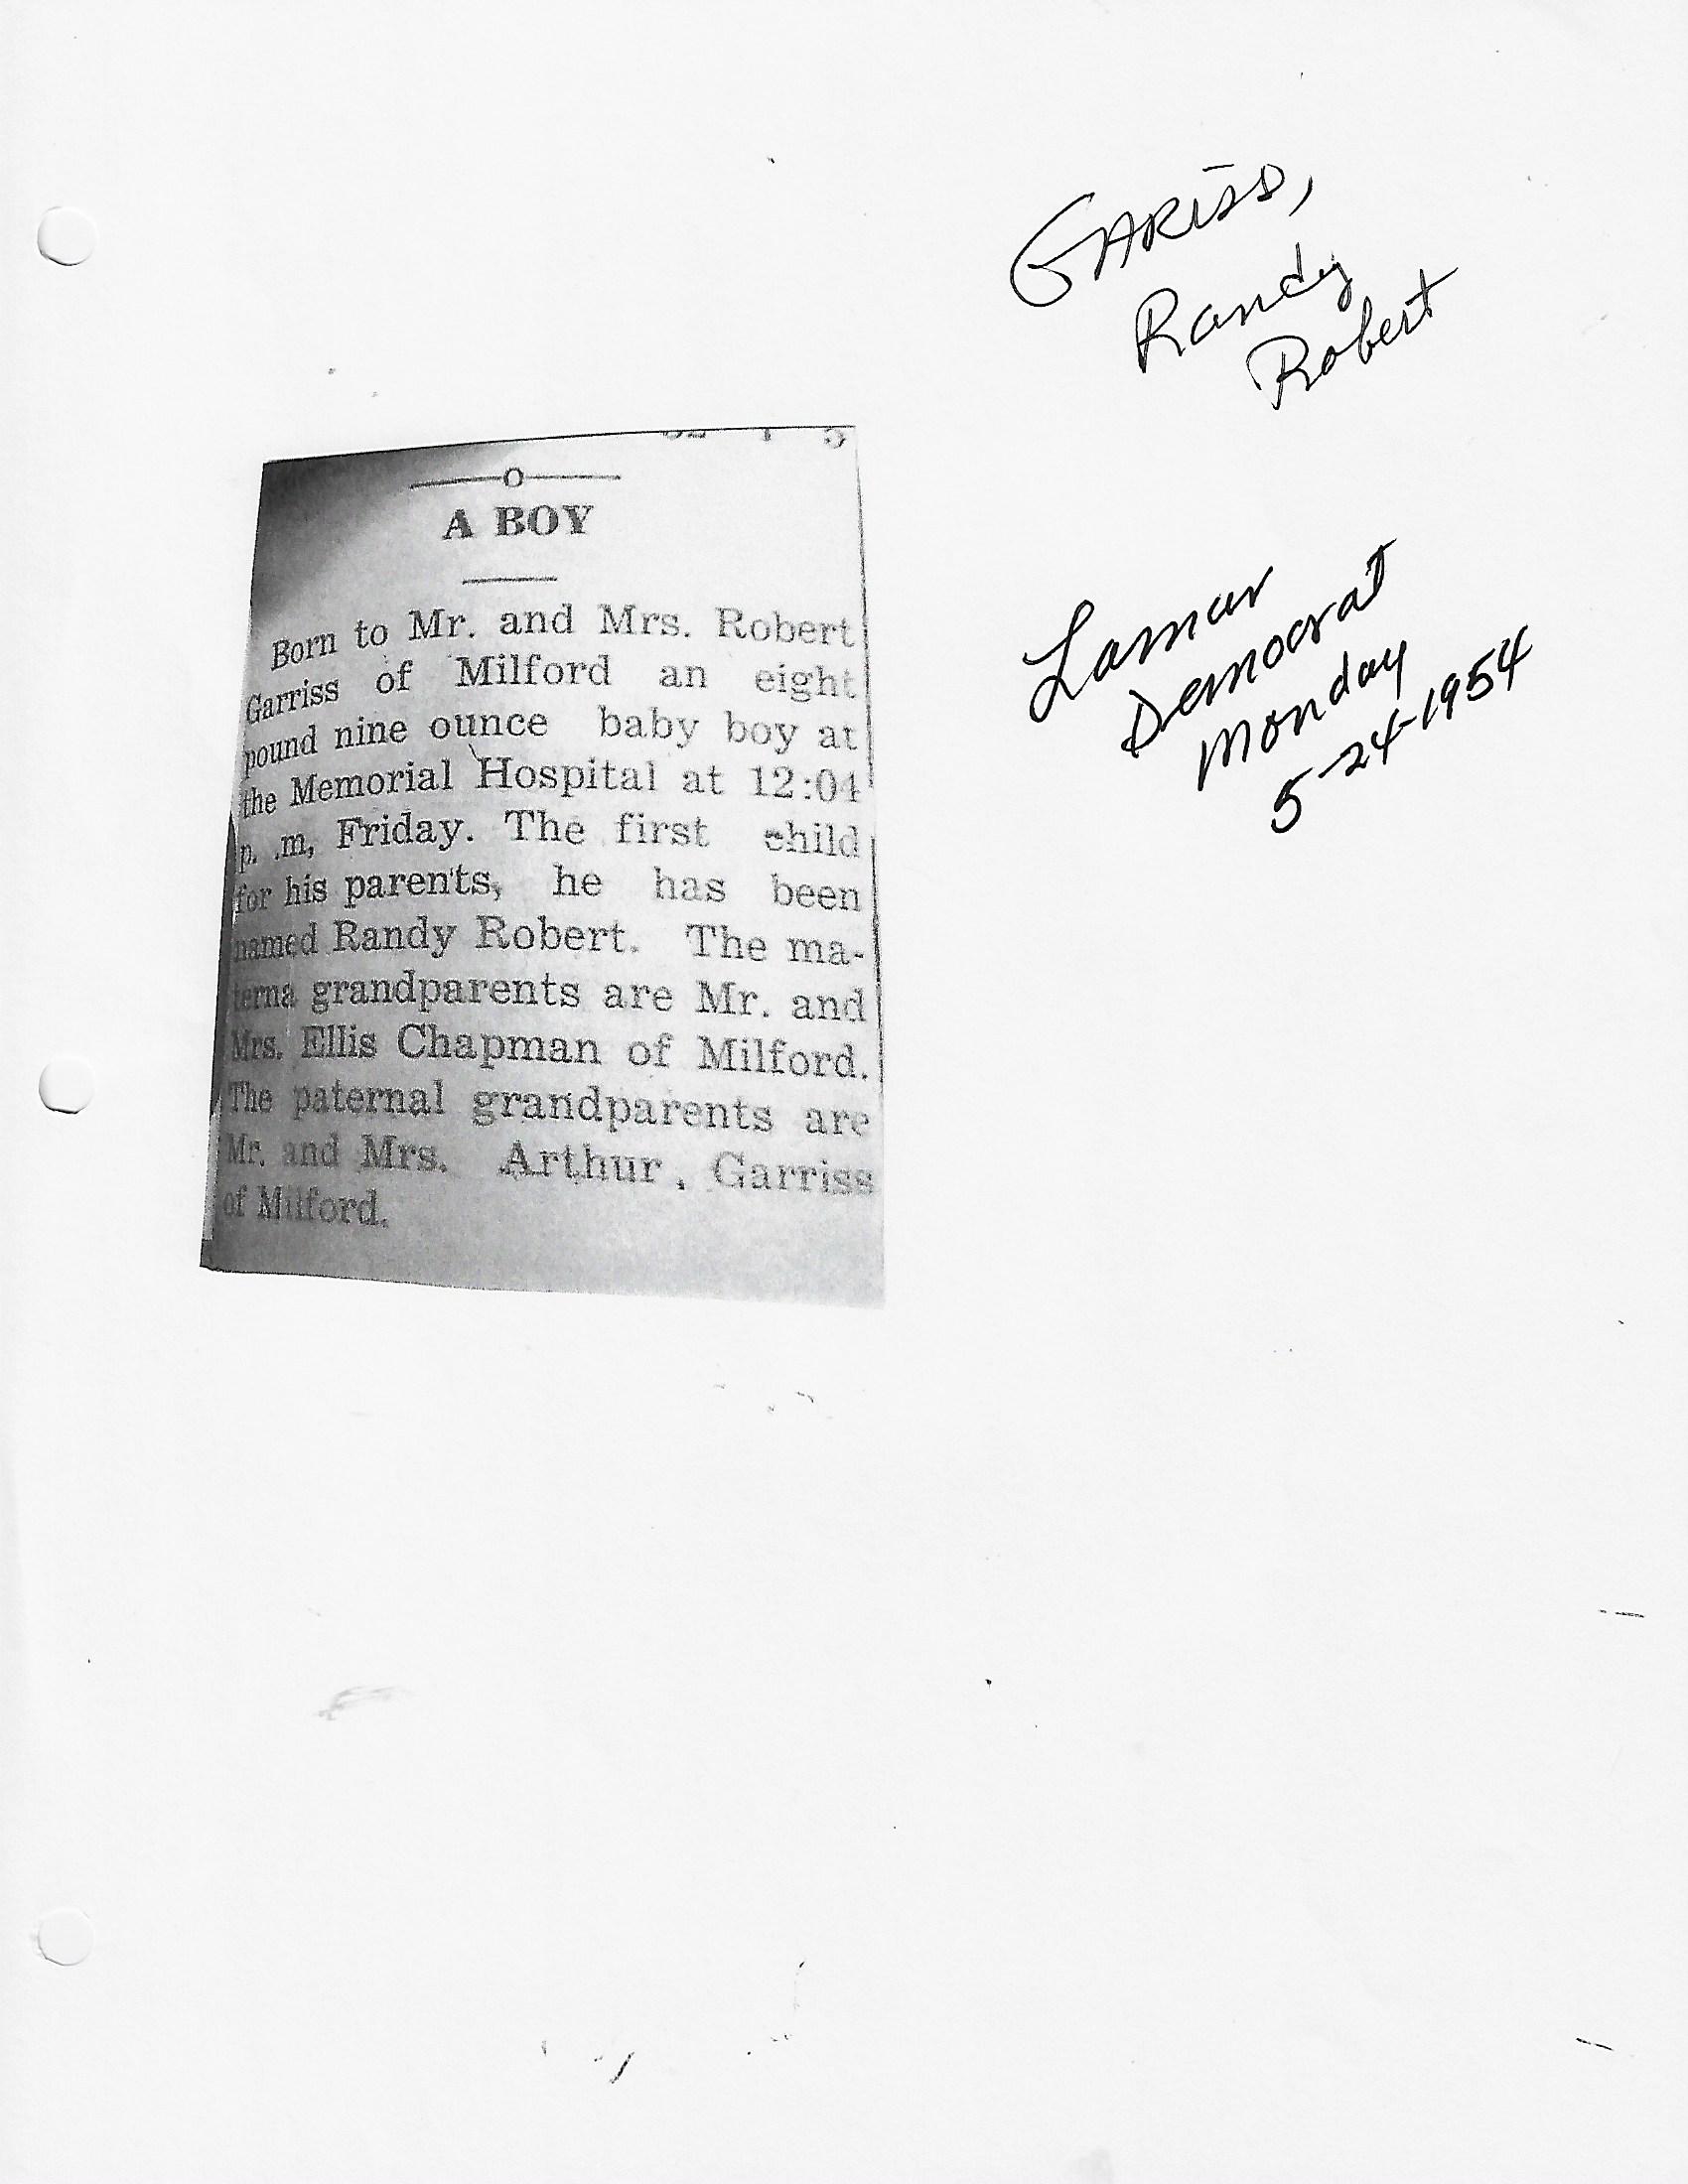 GARISS,
Randy
Robert
A BOY
Born to Mr. and Mrs. Robert
Garriss of Milford an eight
pound nine ounce baby boy at
the Memorial Hospital at 12:04
p. .m, Friday. The first child
for his parents, he has been
named Randy Robert. The ma-
terna grandparents are Mr. and
Mrs. Ellis Chapman of Milford.
The paternal grandparents are
Mr. and Mrs. Arthur, Garriss
of Milford.
Lamar
Democrat
Monday
5-24-1954